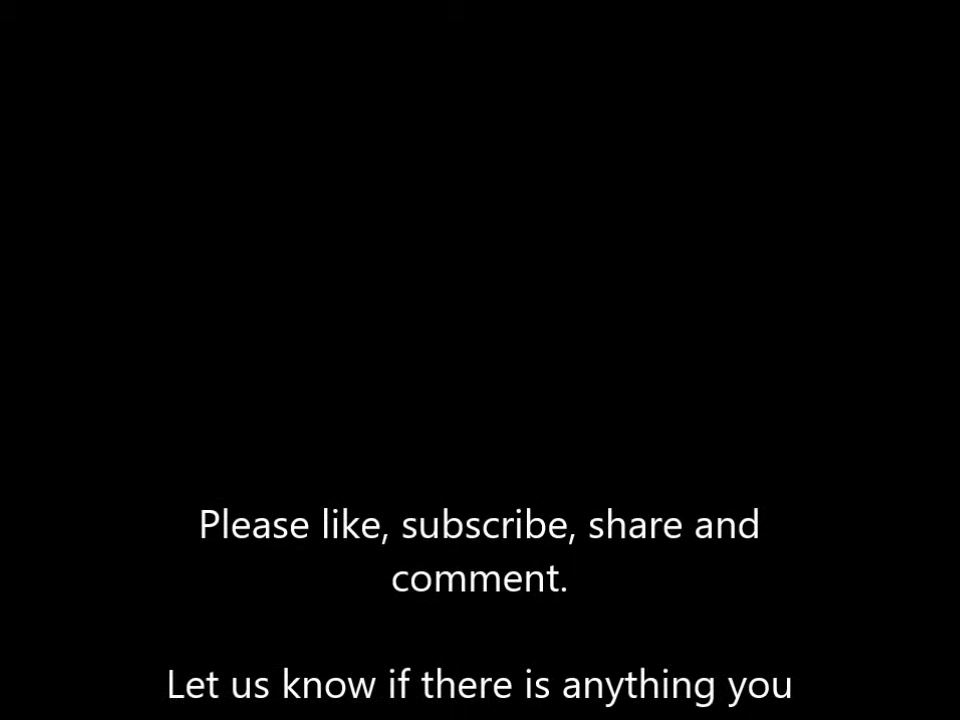 Please like, subscribe, share and
comment.
Let us know if there is anything you